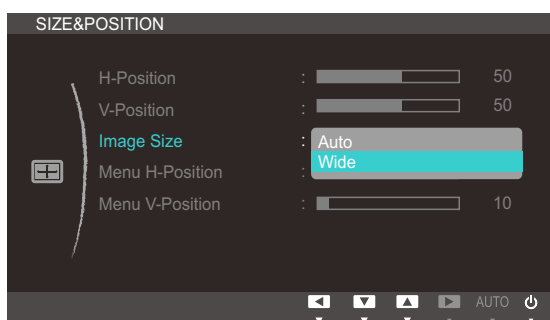 SIZE&POSITION
H-Position : 50
V-Position : 50
Image Size : Auto
Wide
Menu H-Position :
Menu V-Position : 10
AUTO